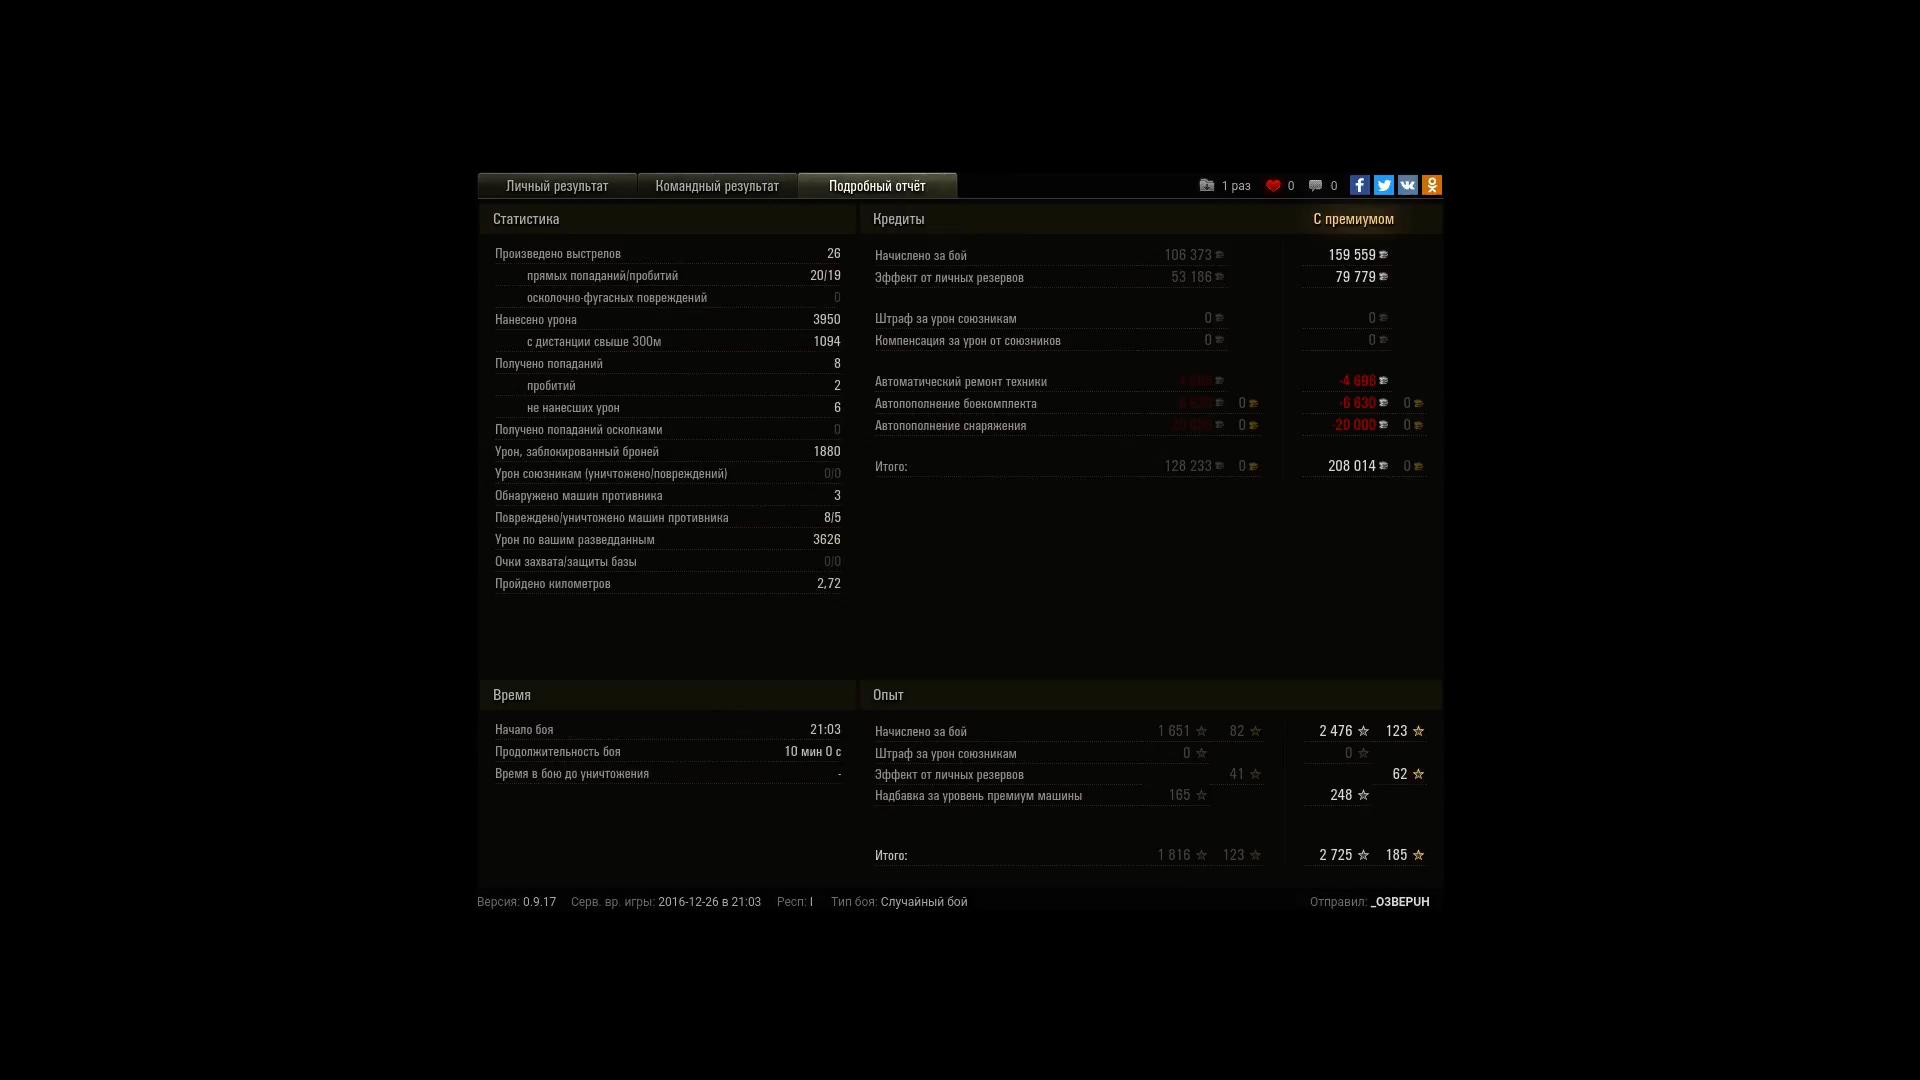 Личный результат Командный результат Подробный отчёт 1 раз 0 0
Статистика
Произведено выстрелов 26
прямых попаданий/пробитий 20/19
осколочно-фугасных повреждений 0
Нанесено урона 3950
с дистанции свыше 300м 1094
Получено попаданий 8
пробитий 2
не нанесших урон 6
Получено попаданий осколками 0
Урон, заблокированный броней 1880
Урон союзникам (уничтожено/повреждений) 0/0
Обнаружено машин противника 3
Повреждено/уничтожено машин противника 8/5
Урон по вашим разведданным 3626
Очки захвата/защиты базы 0/0
Пройдено километров 2,72
Кредиты С премиумом
Начислено за бой 106 373 159 559
Эффект от личных резервов 53 186 79 779
Штраф за урон союзникам 0 0
Компенсация за урон от союзников 0 0
Автоматический ремонт техники -4 696
Автопополнение боекомплекта 0 -6 630 0
Автопополнение снаряжения 0 -20 000 0
Итого: 128 233 0 208 014 0
Время
Начало боя 21:03
Продолжительность боя 10 мин 0 с
Время в бою до уничтожения -
Опыт
Начислено за бой 1 651 82 2 476 123
Штраф за урон союзникам 0 0
Эффект от личных резервов 41 62
Надбавка за уровень премиум машины 165 248
Итого: 1 816 123 2 725 185
Версия: 0.9.17 Серв. вр. игры: 2016-12-26 в 21:03 Респ: I Тип боя: Случайный бой Отправил: _O3BEPUH